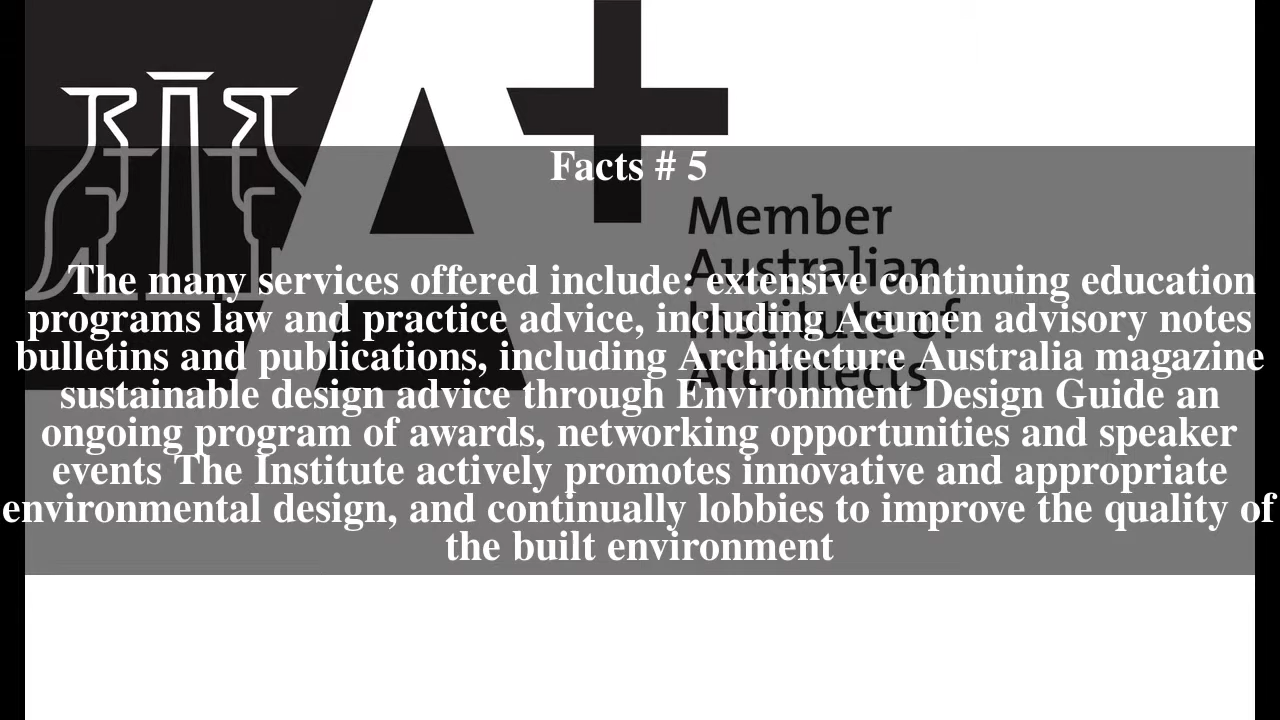 Facts # 5
Member
Australian
Institute of
Architects
The many services offered include: extensive continuing education
programs law and practice advice, including Acumen advisory notes
bulletins and publications, including Architecture Australia magazine
sustainable design advice through Environment Design Guide an
ongoing program of awards, networking opportunities and speaker
events The Institute actively promotes innovative and appropriate
environmental design, and continually lobbies to improve the quality of
the built environment